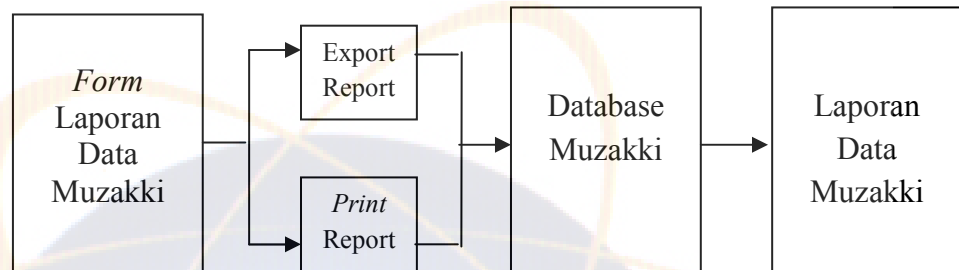 Form
Laporan
Data
Muzakki
Export
Report
Print
Report
Database
Muzakki
Laporan
Data
Muzakki